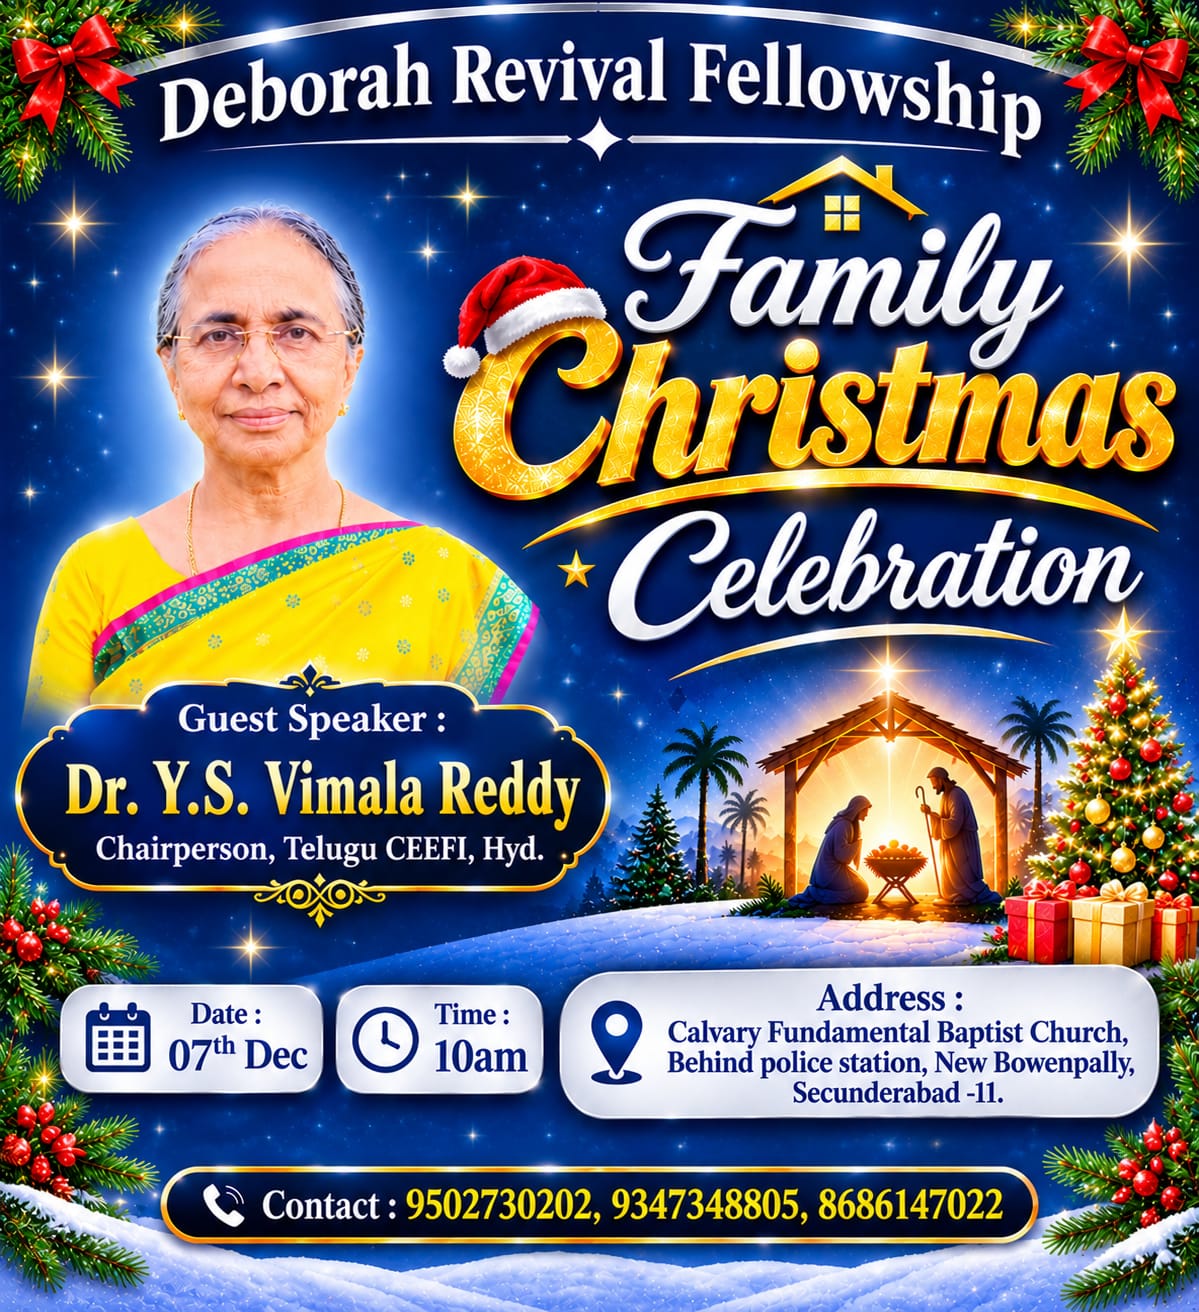 Deborah Revival Fellowship
Family
Christmas
Celebration
Guest Speaker :
Dr. Y.S. Vimala Reddy
Chairperson, Telugu CEEFI, Hyd.
Date :
07th Dec
Time :
10am
Address :
Calvary Fundamental Baptist Church,
Behind police station, New Bowenpally,
Secunderabad -11.
Contact : 9502730202, 9347348805, 8686147022